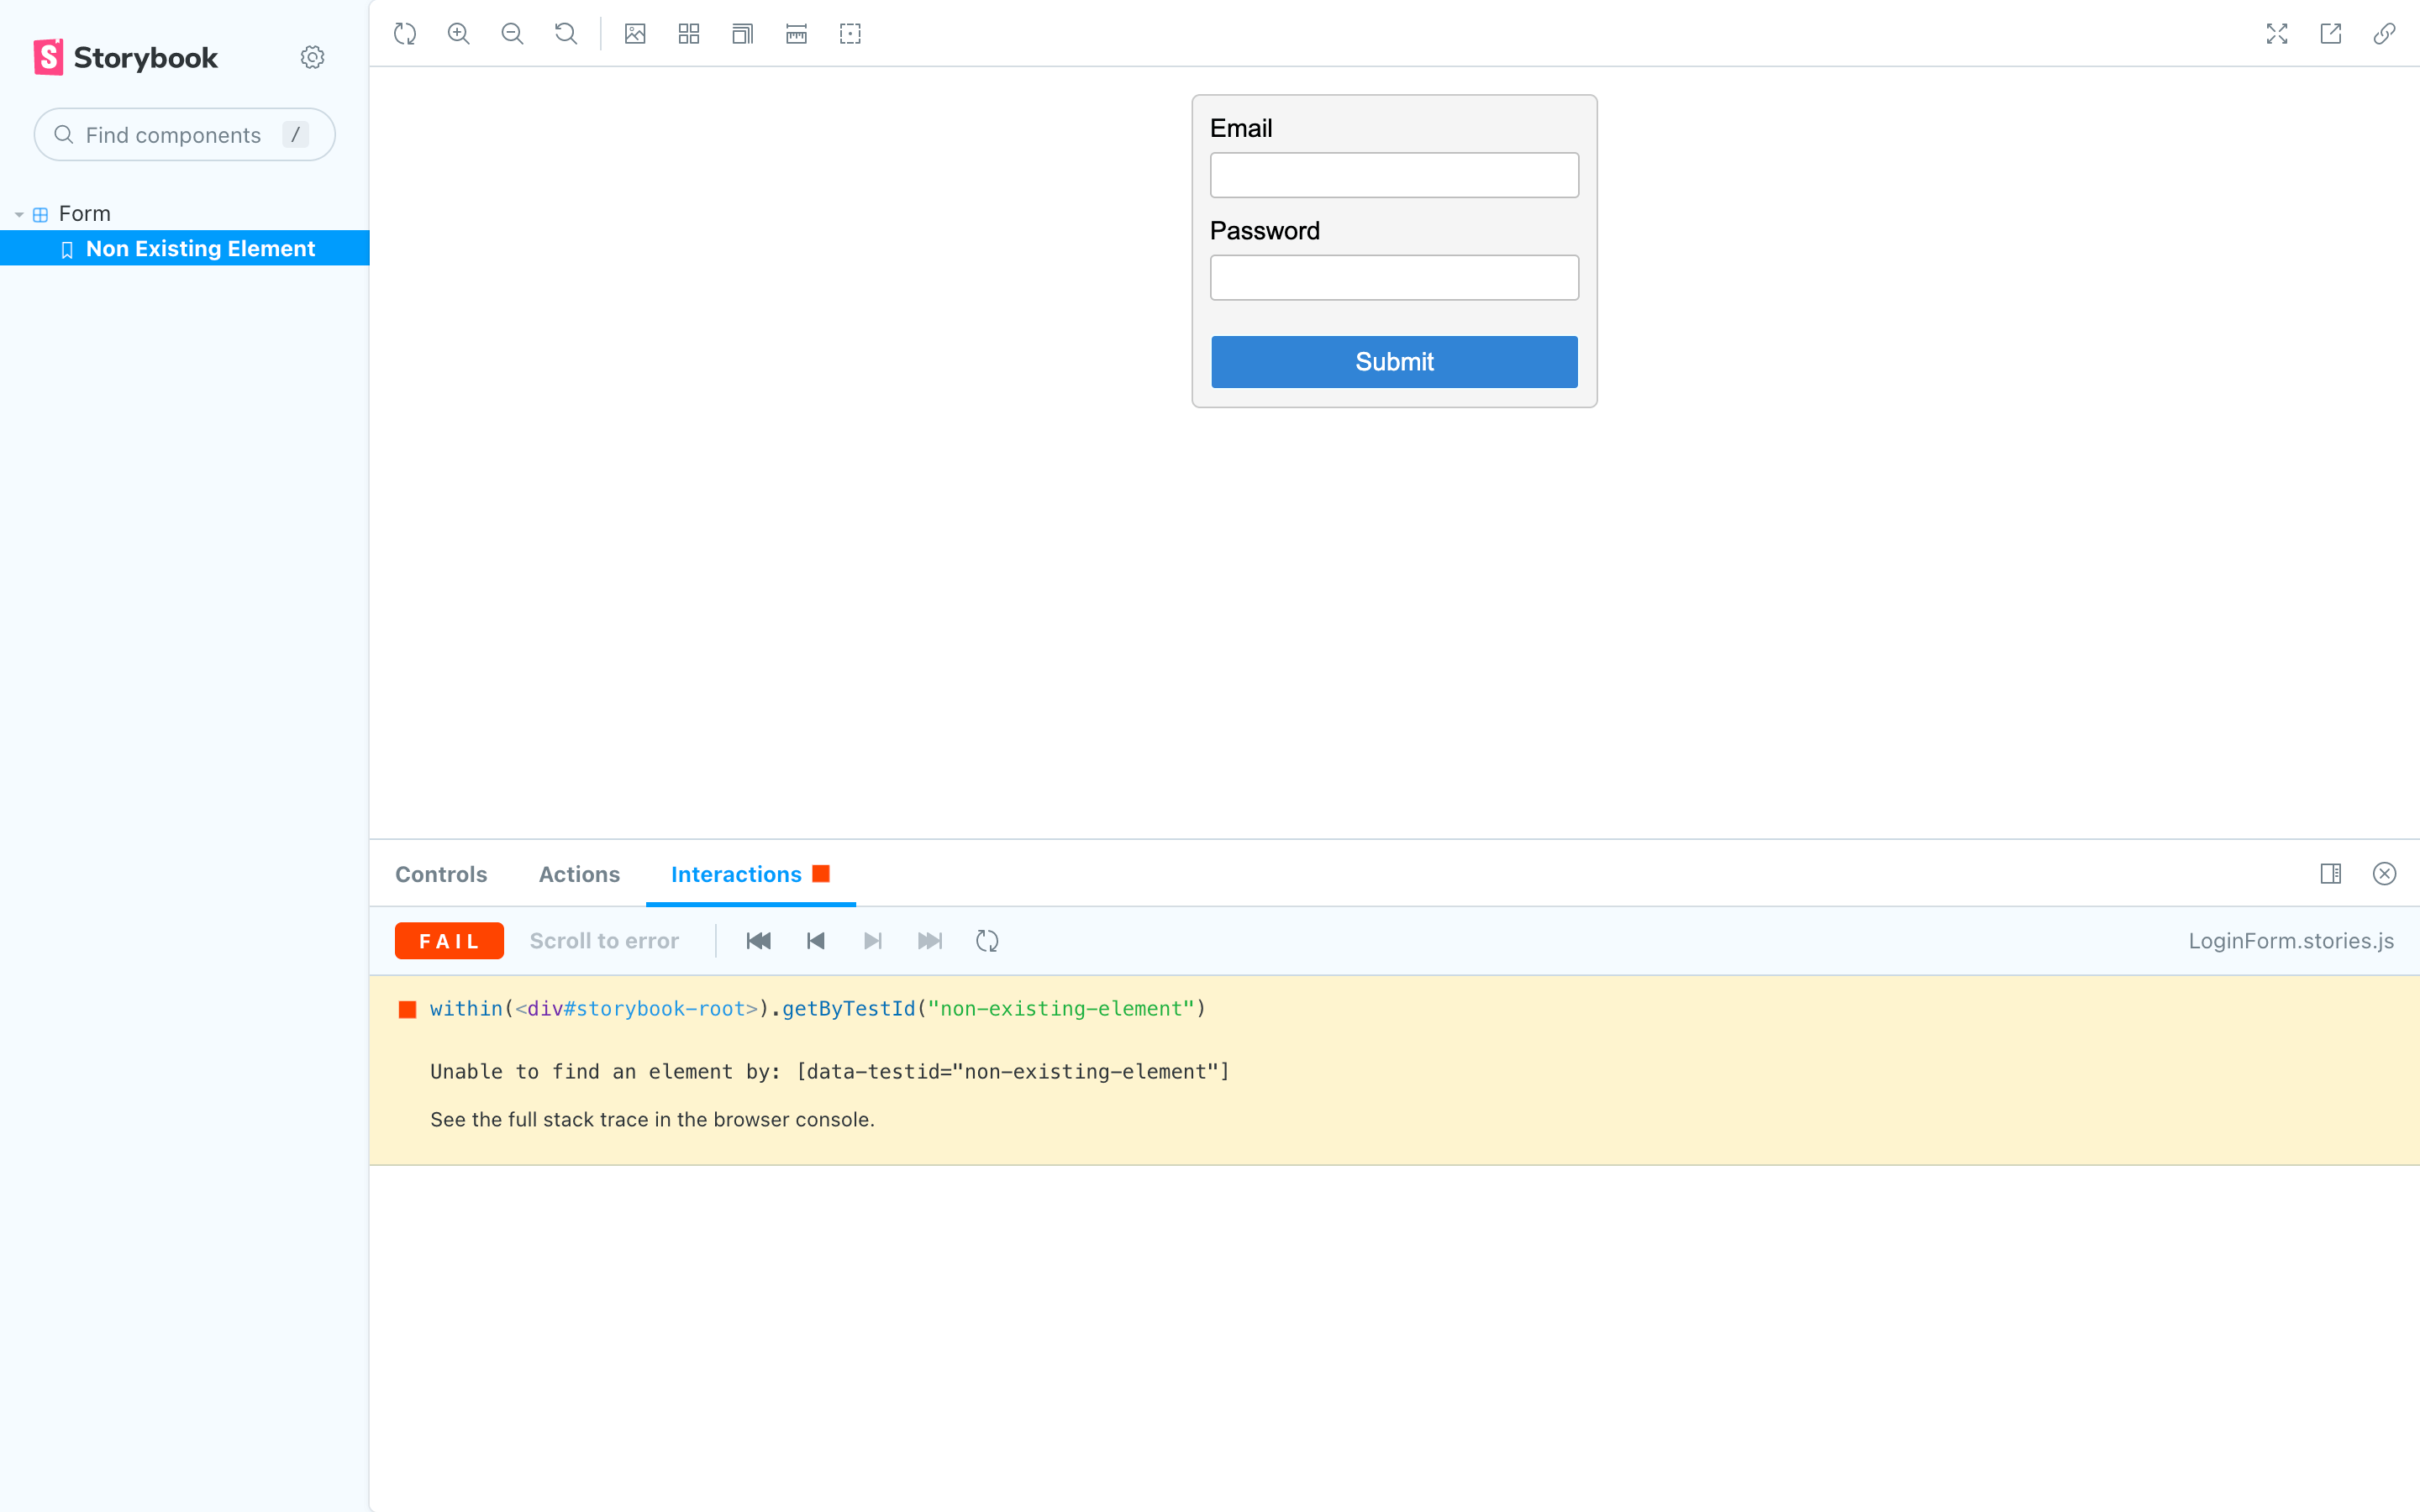 Storybook
Find components /
Form
Non Existing Element
Email
Password
Submit
Controls Actions Interactions
FAIL Scroll to error LoginForm.stories.js
within(<div#storybook-root>).getByTestId("non-existing-element")
Unable to find an element by: [data-testid="non-existing-element"]
See the full stack trace in the browser console.